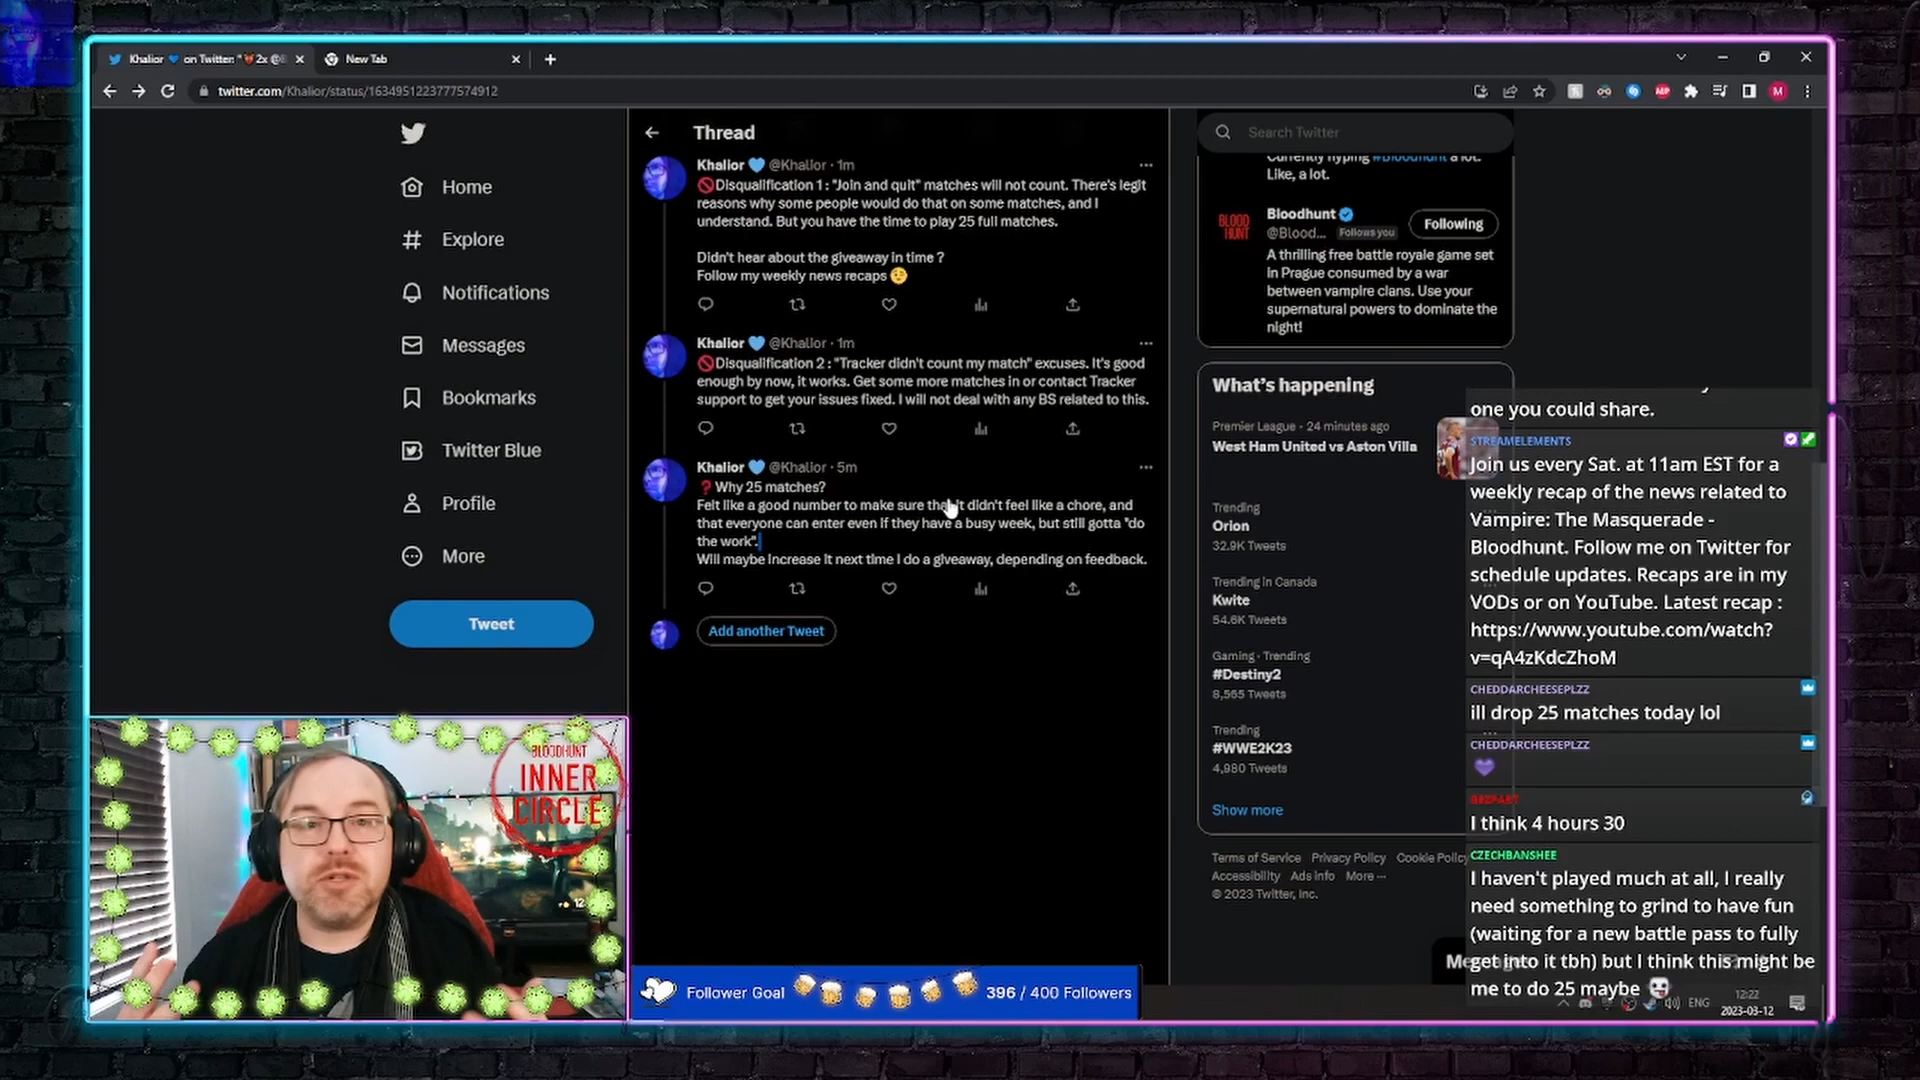 Khalior 💙 on Twitter: "😈2x @B
New Tab
twitter.com/Khalior/status/1634951223777574912
ABP
M
Home
Explore
Notifications
Messages
Bookmarks
Twitter Blue
Profile
More
Tweet
Thread
Khalior 💙 @Khalior · 1m
🚫Disqualification 1 : "Join and quit" matches will not count. There's legit
reasons why some people would do that on some matches, and I
understand. But you have the time to play 25 full matches.
Didn't hear about the giveaway in time ?
Follow my weekly news recaps 😉
Khalior 💙 @Khalior · 1m
🚫Disqualification 2 : "Tracker didn't count my match" excuses. It's good
enough by now, it works. Get some more matches in or contact Tracker
support to get your issues fixed. I will not deal with any BS related to this.
Khalior 💙 @Khalior · 5m
❓Why 25 matches?
Felt like a good number to make sure that it didn't feel like a chore, and
that everyone can enter even if they have a busy week, but still gotta "do
the work".
Will maybe increase it next time I do a giveaway, depending on feedback.
Add another Tweet
Search Twitter
Currently hyping #Bloodhunt a lot.
Like, a lot.
BLOOD
HUNT
Bloodhunt
@Blood... Follows you
Following
A thrilling free battle royale game set
in Prague consumed by a war
between vampire clans. Use your
supernatural powers to dominate the
night!
What's happening
Premier League · 24 minutes ago
West Ham United vs Aston Villa
Trending
Orion
32.9K Tweets
Trending in Canada
Kwite
54.6K Tweets
Gaming · Trending
#Destiny2
8,565 Tweets
Trending
#WWE2K23
4,980 Tweets
Show more
Terms of Service Privacy Policy Cookie Policy
Accessibility Ads info More ···
© 2023 Twitter, Inc.
one you could share.
STREAMELEMENTS
Join us every Sat. at 11am EST for a
weekly recap of the news related to
Vampire: The Masquerade -
Bloodhunt. Follow me on Twitter for
schedule updates. Recaps are in my
VODs or on YouTube. Latest recap :
https://www.youtube.com/watch?
v=qA4zKdcZhoM
CHEDDARCHEESEPLZZ
ill drop 25 matches today lol
CHEDDARCHEESEPLZZ
💜
I think 4 hours 30
CZECHBANSHEE
I haven't played much at all, I really
need something to grind to have fun
(waiting for a new battle pass to fully
get into it tbh) but I think this might be
me to do 25 maybe
ENG
12:22
2023-03-12
BLOODHUNT
INNER
CIRCLE
Follower Goal
396 / 400 Followers